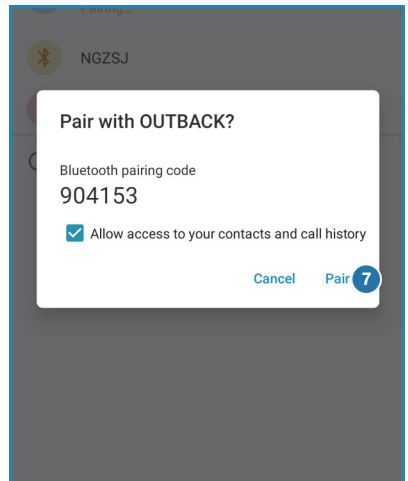 Pairing...
NGZSJ
Pair with OUTBACK?
Bluetooth pairing code
904153
Allow access to your contacts and call history
Cancel Pair 7